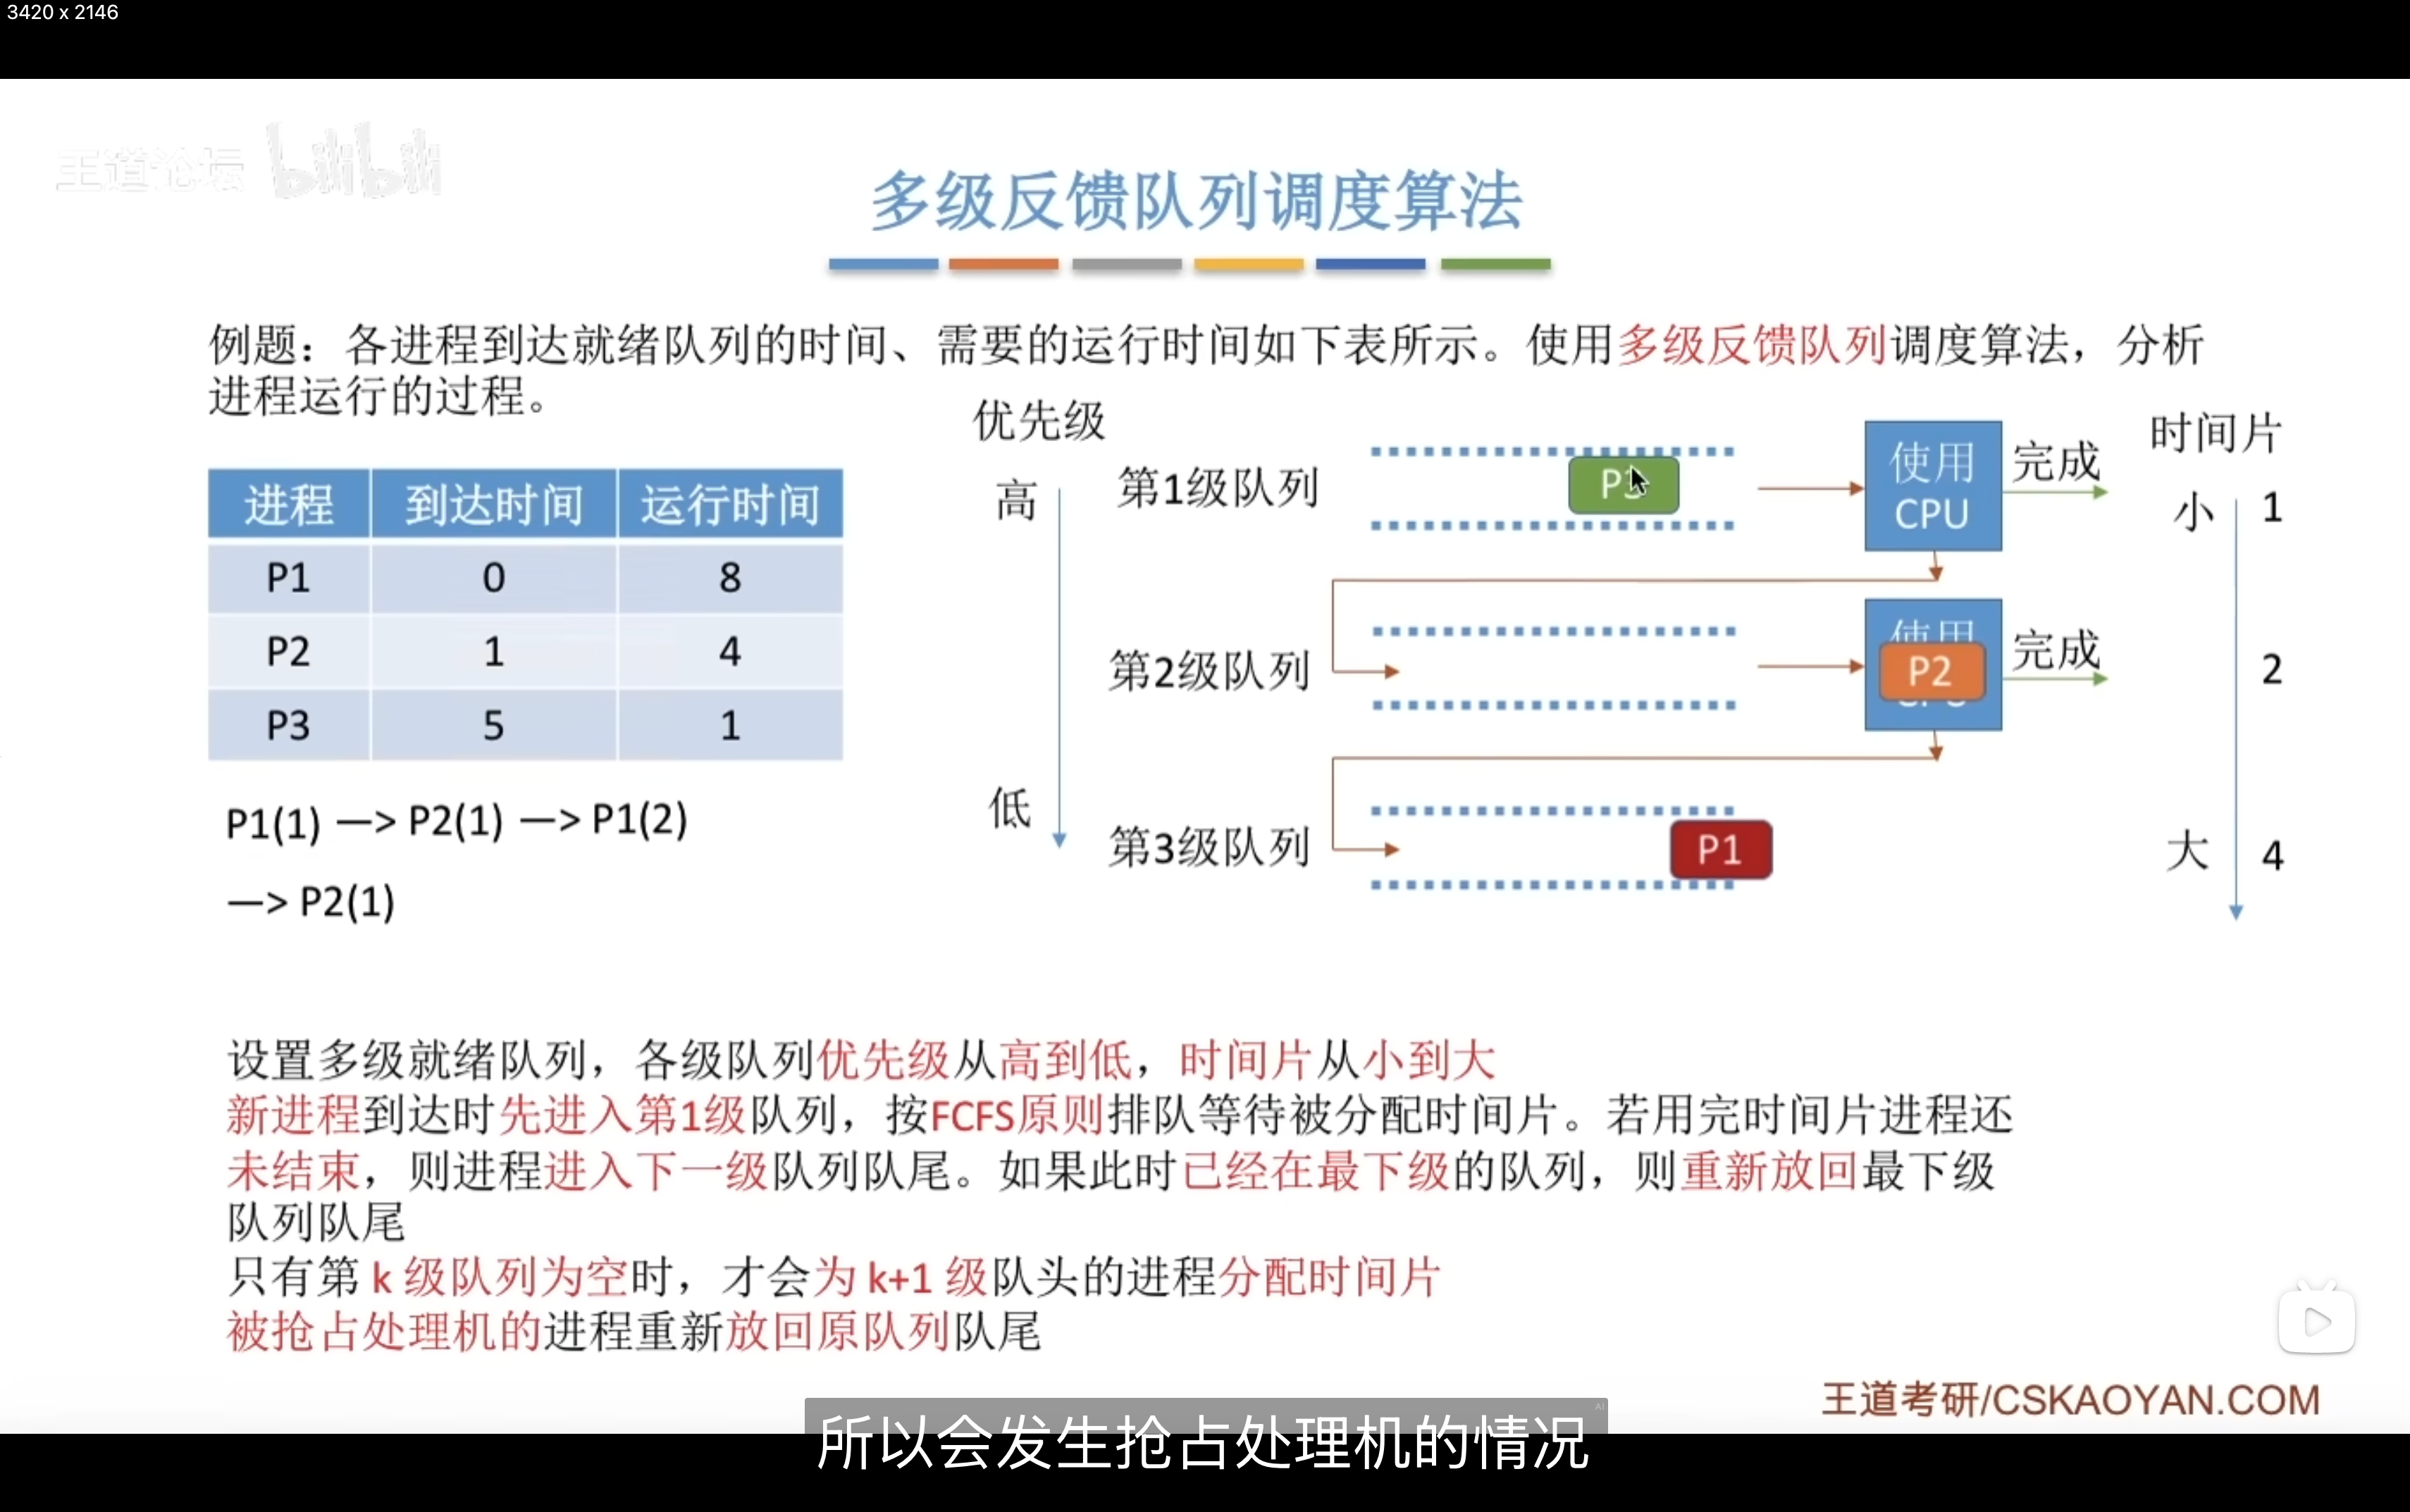 3420 x 2146
王道论坛 bilibili
多级反馈队列调度算法
例题：各进程到达就绪队列的时间、需要的运行时间如下表所示。使用多级反馈队列调度算法，分析
进程运行的过程。
进程 到达时间 运行时间
P1 0 8
P2 1 4
P3 5 1
P1(1) —> P2(1) —> P1(2)
—> P2(1)
优先级
高
低
第1级队列
P3
使用
CPU
完成
第2级队列
使用
P2
完成
第3级队列
P1
时间片
小 1
2
大 4
设置多级就绪队列，各级队列优先级从高到低，时间片从小到大
新进程到达时先进入第1级队列，按FCFS原则排队等待被分配时间片。若用完时间片进程还
未结束，则进程进入下一级队列队尾。如果此时已经在最下级的队列，则重新放回最下级
队列队尾
只有第 k 级队列为空时，才会为 k+1 级队头的进程分配时间片
被抢占处理机的进程重新放回原队列队尾
王道考研/CSKAOYAN.COM
AI
所以会发生抢占处理机的情况